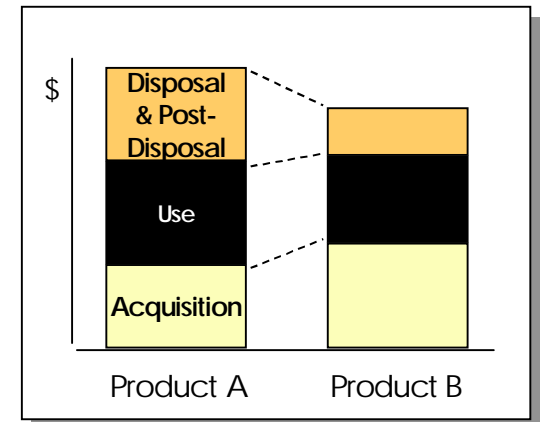 $
Disposal
& Post-
Disposal
Use
Acquisition
Product A
Product B